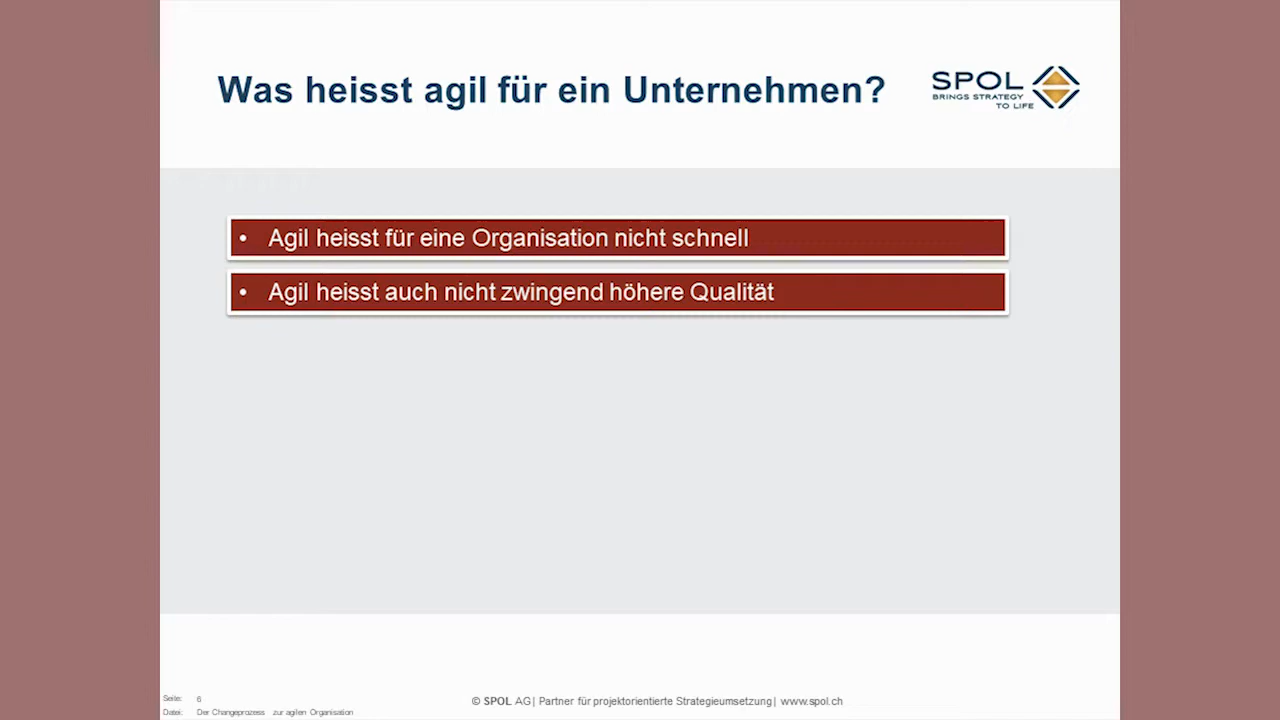 Was heisst agil für ein Unternehmen?
SPOL
BRINGS STRATEGY
TO LIFE
• Agil heisst für eine Organisation nicht schnell
• Agil heisst auch nicht zwingend höhere Qualität
Seite: 6
Datei: Der Changeprozess zur agilen Organisation
© SPOL AG| Partner für projektorientierte Strategieumsetzung| www.spol.ch